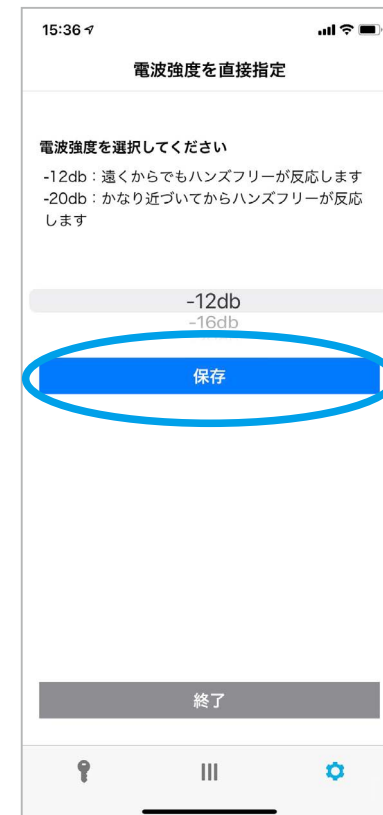 15:36
電波強度を直接指定
電波強度を選択してください
-12db：遠くからでもハンズフリーが反応します
-20db：かなり近づいてからハンズフリーが反応
します
-12db
-16db
保存
終了